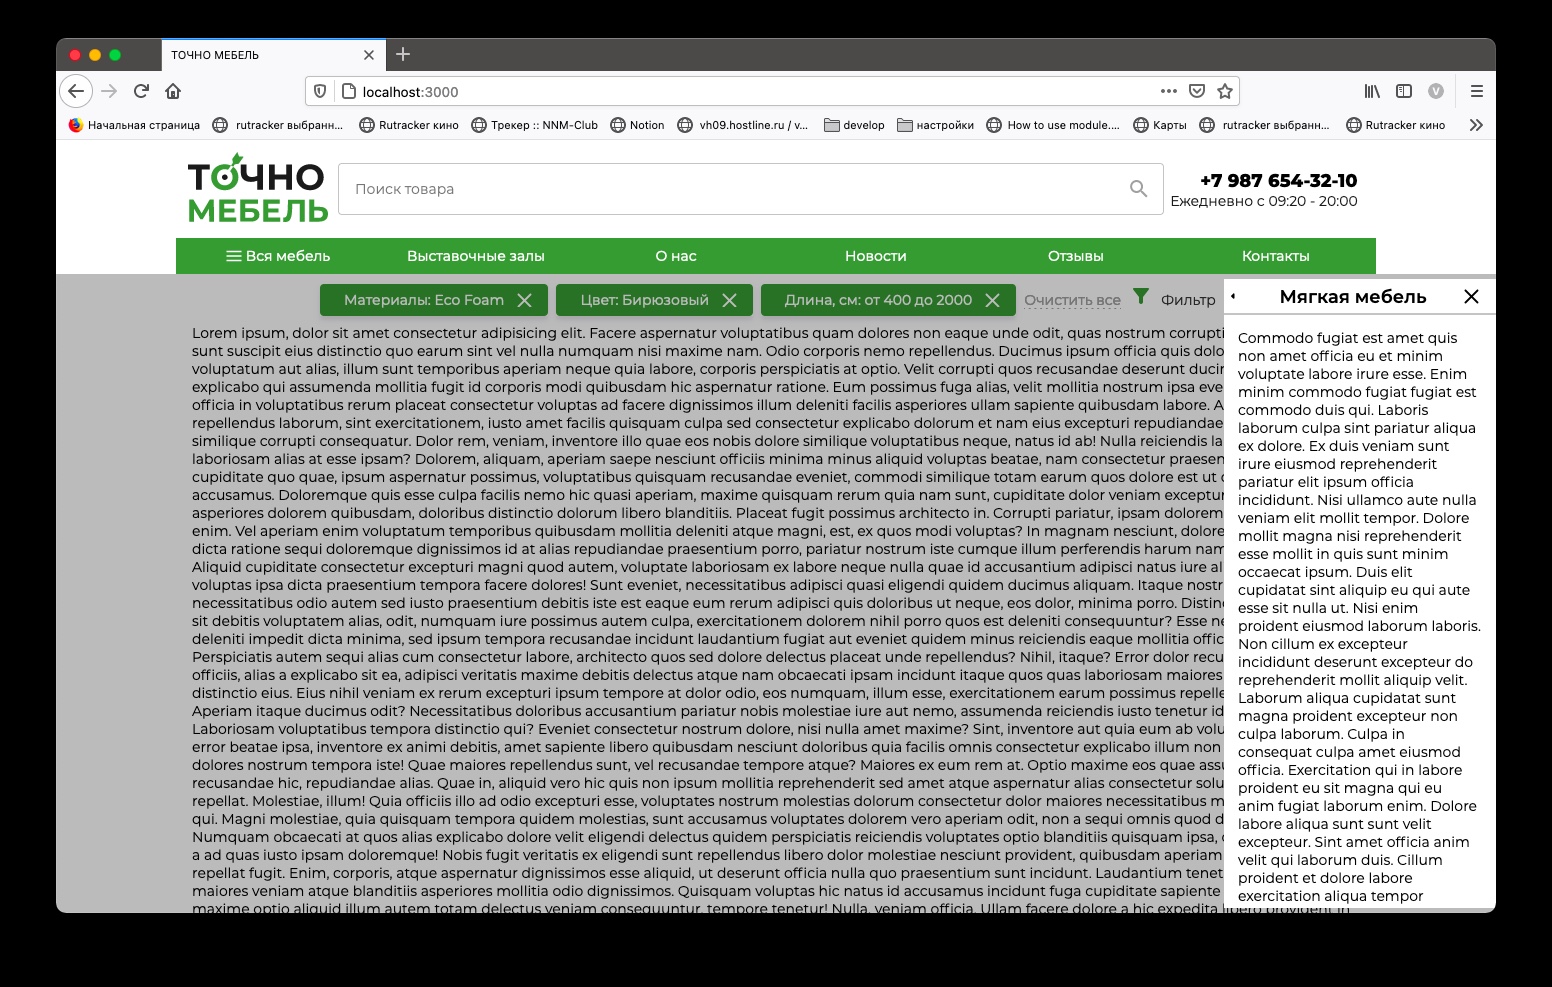 ТОЧНО МЕБЕЛЬ
localhost:3000
Начальная страница rutracker выбранн... Rutracker кино Трекер :: NNM-Club Notion vh09.hostline.ru / v... develop настройки How to use module.... Карты rutracker выбранн... Rutracker кино
ТОЧНО
МЕБЕЛЬ
Поиск товара
+7 987 654-32-10
Ежедневно с 09:20 - 20:00
Вся мебель Выставочные залы О нас Новости Отзывы Контакты
Материалы: Eco Foam Цвет: Бирюзовый Длина, см: от 400 до 2000 Очистить все Фильтр
Lorem ipsum, dolor sit amet consectetur adipisicing elit. Facere aspernatur voluptatibus quam dolores non eaque unde odit, quas nostrum corrupti
sunt suscipit eius distinctio quo earum sint vel nulla numquam nisi maxime nam. Odio corporis nemo repellendus. Ducimus ipsum officia quis dolo
voluptatum aut alias, illum sunt temporibus aperiam neque quia labore, corporis perspiciatis at optio. Velit corrupti quos recusandae deserunt ducin
explicabo qui assumenda mollitia fugit id corporis modi quibusdam hic aspernatur ratione. Eum possimus fuga alias, velit mollitia nostrum ipsa eve
officia in voluptatibus rerum placeat consectetur voluptas ad facere dignissimos illum deleniti facilis asperiores ullam sapiente quibusdam labore. A
repellendus laborum, sint exercitationem, iusto amet facilis quisquam culpa sed consectetur explicabo dolorum et nam eius excepturi repudiandae
similique corrupti consequatur. Dolor rem, veniam, inventore illo quae eos nobis dolore similique voluptatibus neque, natus id ab! Nulla reiciendis la
laboriosam alias at esse ipsam? Dolorem, aliquam, aperiam saepe nesciunt officiis minima minus aliquid voluptas beatae, nam consectetur praesen
cupiditate quo quae, ipsum aspernatur possimus, voluptatibus quisquam recusandae eveniet, commodi similique totam earum quos dolore est ut
accusamus. Doloremque quis esse culpa facilis nemo hic quasi aperiam, maxime quisquam rerum quia nam sunt, cupiditate dolor veniam exceptur
asperiores dolorem quibusdam, doloribus distinctio dolorum libero blanditiis. Placeat fugit possimus architecto in. Corrupti pariatur, ipsam dolorem
enim. Vel aperiam enim voluptatum temporibus quibusdam mollitia deleniti atque magni, est, ex quos modi voluptas? In magnam nesciunt, dolore
dicta ratione sequi doloremque dignissimos id at alias repudiandae praesentium porro, pariatur nostrum iste cumque illum perferendis harum nam
Aliquid cupiditate consectetur excepturi magni quod autem, voluptate laboriosam ex labore neque nulla quae id accusantium adipisci natus iure al
voluptas ipsa dicta praesentium tempora facere dolores! Sunt eveniet, necessitatibus adipisci quasi eligendi quidem ducimus aliquam. Itaque nostr
necessitatibus odio autem sed iusto praesentium debitis iste est eaque eum rerum adipisci quis doloribus ut neque, eos dolor, minima porro. Distin
sit debitis voluptatem alias, odit, numquam iure possimus autem culpa, exercitationem dolorem nihil porro quos est deleniti consequuntur? Esse ne
deleniti impedit dicta minima, sed ipsum tempora recusandae incidunt laudantium fugiat aut eveniet quidem minus reiciendis eaque mollitia offic
Perspiciatis autem sequi alias cum consectetur labore, architecto quos sed dolore delectus placeat unde repellendus? Nihil, itaque? Error dolor recu
officiis, alias a explicabo sit ea, adipisci veritatis maxime debitis delectus atque nam obcaecati ipsam incidunt itaque quos quas laboriosam maiores
distinctio eius. Eius nihil veniam ex rerum excepturi ipsum tempore at dolor odio, eos numquam, illum esse, exercitationem earum possimus repelle
Aperiam itaque ducimus odit? Necessitatibus doloribus accusantium pariatur nobis molestiae iure aut nemo, assumenda reiciendis iusto tenetur id
Laboriosam voluptatibus tempora distinctio qui? Eveniet consectetur nostrum dolore, nisi nulla amet maxime? Sint, inventore aut quia eum ab volu
error beatae ipsa, inventore ex animi debitis, amet sapiente libero quibusdam nesciunt doloribus quia facilis omnis consectetur explicabo illum non
dolores nostrum tempora iste! Quae maiores repellendus sunt, vel recusandae tempore atque? Maiores ex eum rem at. Optio maxime eos quae assu
recusandae hic, repudiandae alias. Quae in, aliquid vero hic quis non ipsum mollitia reprehenderit sed amet atque aspernatur alias consectetur solu
repellat. Molestiae, illum! Quia officiis illo ad odio excepturi esse, voluptates nostrum molestias dolorum consectetur dolor maiores necessitatibus m
qui. Magni molestiae, quia quisquam tempora quidem molestias, sunt accusamus voluptates dolorem vero aperiam odit, non a sequi omnis quod d
Numquam obcaecati at quos alias explicabo dolore velit eligendi delectus quidem perspiciatis reiciendis voluptates optio blanditiis quisquam ipsa,
a ad quas iusto ipsam doloremque! Nobis fugit veritatis ex eligendi sunt repellendus libero dolor molestiae nesciunt provident, quibusdam aperiam
repellat fugit. Enim, corporis, atque aspernatur dignissimos esse aliquid, ut deserunt officia nulla quo praesentium sunt incidunt. Laudantium tenet
maiores veniam atque blanditiis asperiores mollitia odio dignissimos. Quisquam voluptas hic natus id accusamus incidunt fuga cupiditate sapiente
maxime optio aliquid illum autem totam delectus veniam consequuntur, tempore tenetur! Nulla, veniam officia. Ullam facere dolore a hic expedita libero provident in
Мягкая мебель
Commodo fugiat est amet quis
non amet officia eu et minim
voluptate labore irure esse. Enim
minim commodo fugiat fugiat est
commodo duis qui. Laboris
laborum culpa sint pariatur aliqua
ex dolore. Ex duis veniam sunt
irure eiusmod reprehenderit
pariatur elit ipsum officia
incididunt. Nisi ullamco aute nulla
veniam elit mollit tempor. Dolore
mollit magna nisi reprehenderit
esse mollit in quis sunt minim
occaecat ipsum. Duis elit
cupidatat sint aliquip eu qui aute
esse sit nulla ut. Nisi enim
proident eiusmod laborum laboris.
Non cillum ex excepteur
incididunt deserunt excepteur do
reprehenderit mollit aliquip velit.
Laborum aliqua cupidatat sunt
magna proident excepteur non
culpa laborum. Culpa in
consequat culpa amet eiusmod
officia. Exercitation qui in labore
proident eu sit magna qui eu
anim fugiat laborum enim. Dolore
labore aliqua sunt sunt velit
excepteur. Sint amet officia anim
velit qui laborum duis. Cillum
proident et dolore labore
exercitation aliqua tempor